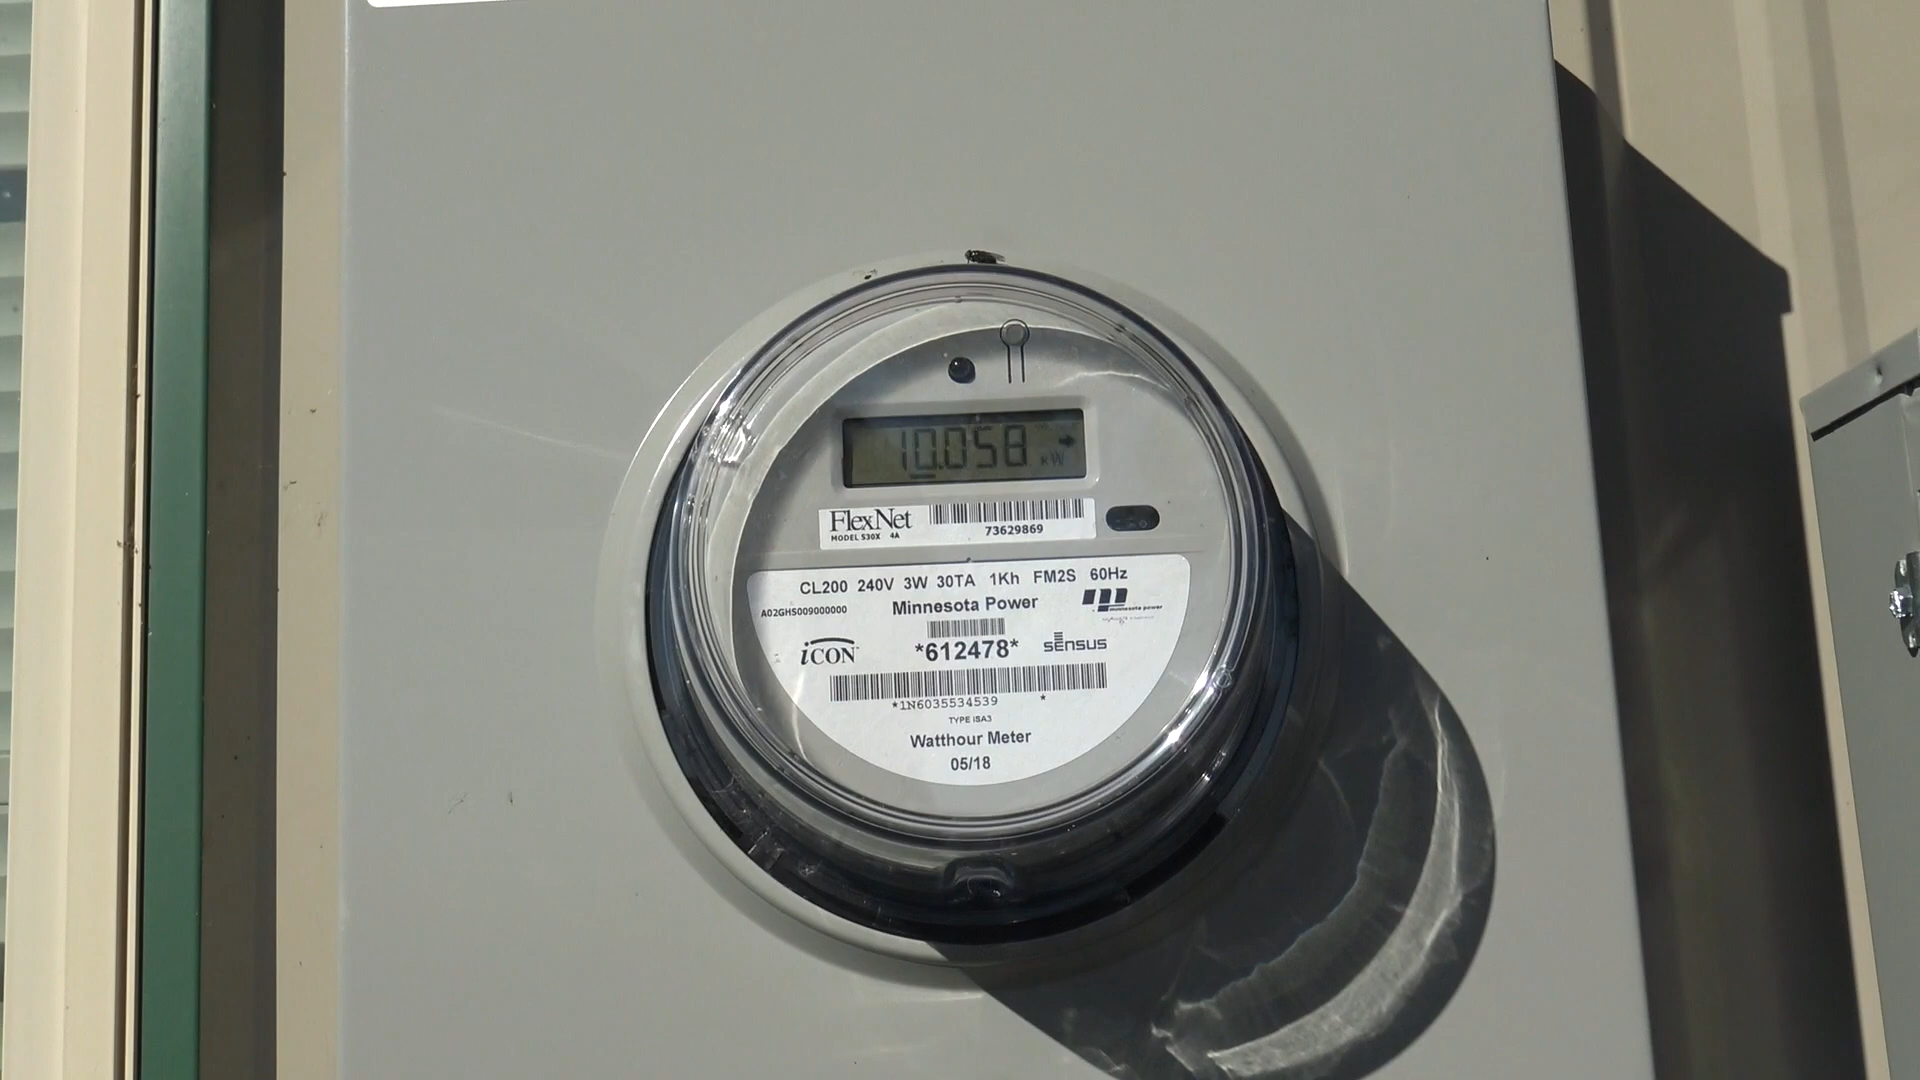 10.058 kW
FlexNet
MODEL 530X 4A
73629869
CL200 240V 3W 30TA 1Kh FM2S 60Hz
A02GHS009000000
Minnesota Power
minnesota power
iCON
*612478*
sensus
*1N6035534539 *
TYPE iSA3
Watthour Meter
05/18